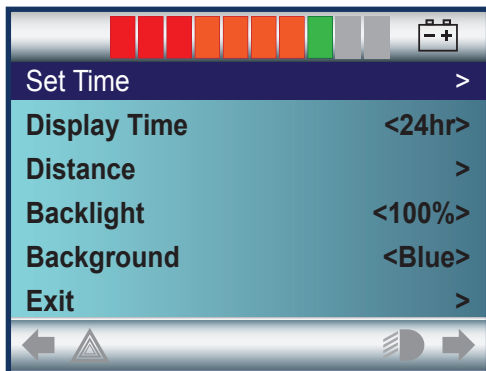 Set Time >
Display Time <24hr>
Distance >
Backlight <100%>
Background <Blue>
Exit >